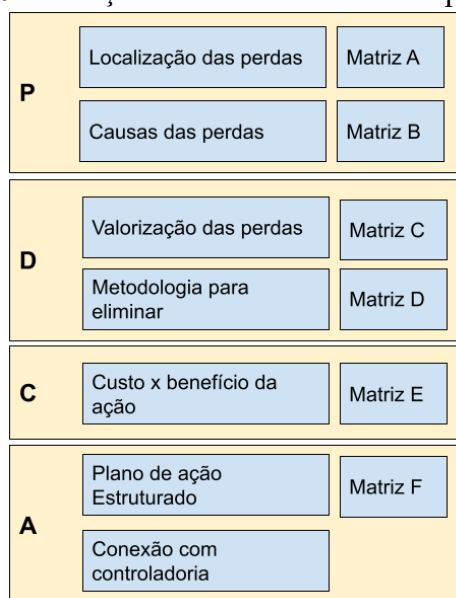 P
Localização das perdas
Matriz A
Causas das perdas
Matriz B
D
Valorização das perdas
Matriz C
Metodologia para
eliminar
Matriz D
C
Custo x benefício da
ação
Matriz E
A
Plano de ação
Estruturado
Matriz F
Conexão com
controladoria